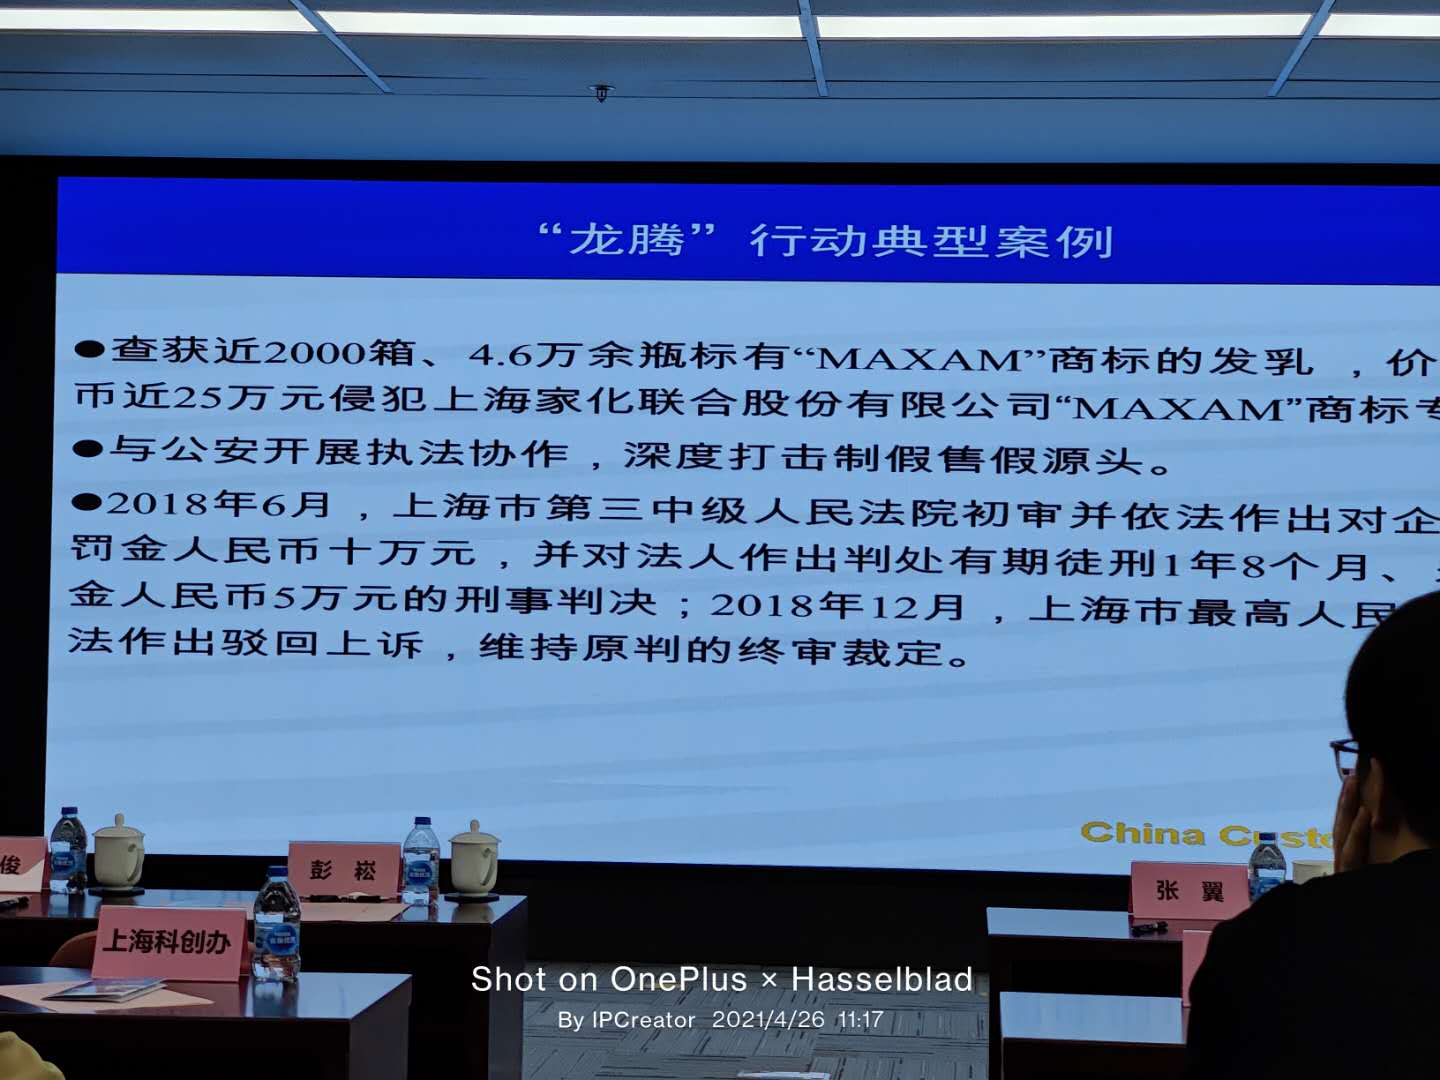 “龙腾”行动典型案例
●查获近2000箱、4.6万余瓶标有“MAXAM”商标的发乳，价
币近25万元侵犯上海家化联合股份有限公司“MAXAM”商标专
●与公安开展执法协作，深度打击制假售假源头。
●2018年6月，上海市第三中级人民法院初审并依法作出对企
罚金人民币十万元，并对法人作出判处有期徒刑1年8个月、
金人民币5万元的刑事判决；2018年12月，上海市最高人民
法作出驳回上诉，维持原判的终审裁定。
China Custo
俊
彭 崧
张 翼
上海科创办
Shot on OnePlus × Hasselblad
By IPCreator 2021/4/26 11:17